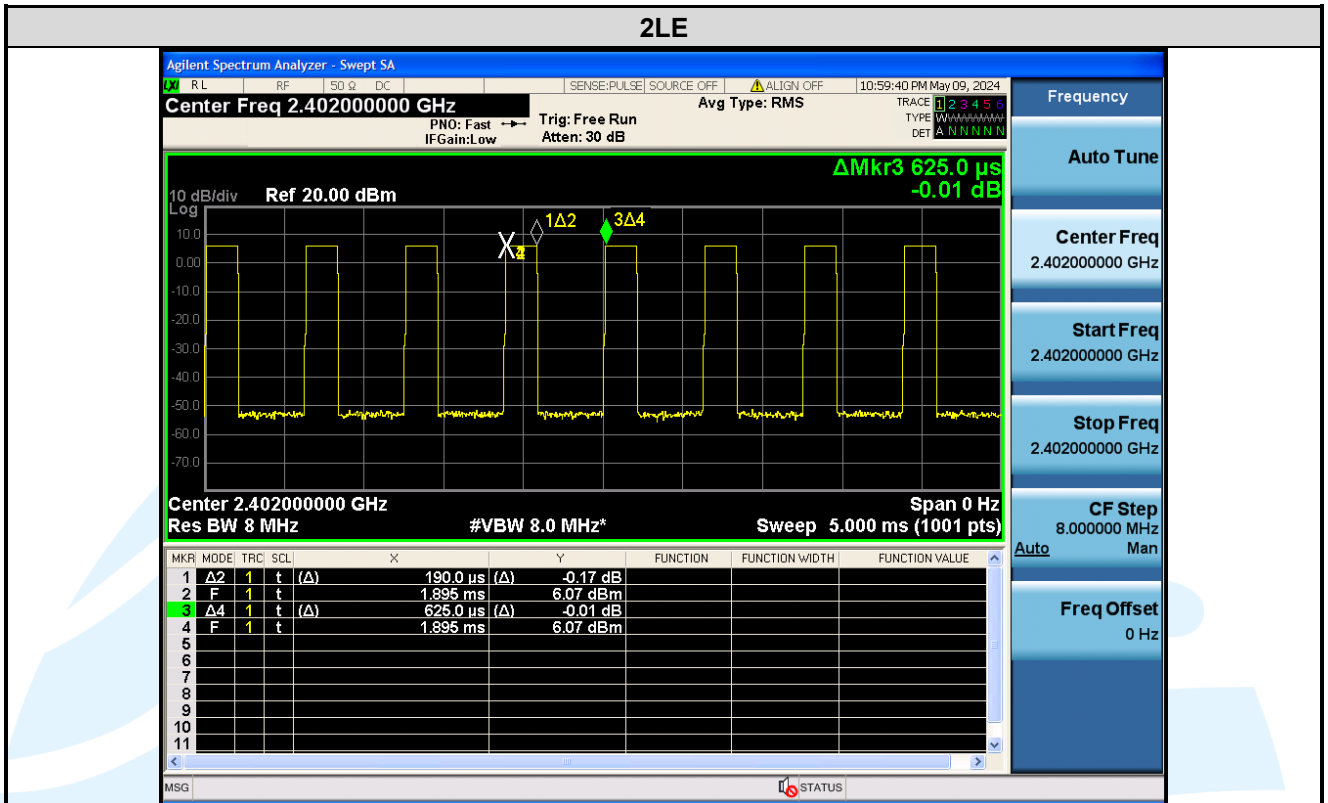 2LE
Agilent Spectrum Analyzer - Swept SA
LXI RL RF 50 Ω DC SENSE:PULSE SOURCE OFF ⚠ ALIGN OFF 10:59:40 PM May 09, 2024
Center Freq 2.402000000 GHz
PNO: Fast
IFGain:Low
Trig: Free Run
Atten: 30 dB
Avg Type: RMS
TRACE 1 2 3 4 5 6
TYPE WWWWWW
DET A N N N N N
ΔMkr3 625.0 µs
-0.01 dB
10 dB/div Ref 20.00 dBm
Log
10.0
0.00
-10.0
-20.0
-30.0
-40.0
-50.0
-60.0
-70.0
1Δ2 3Δ4
Center 2.402000000 GHz Span 0 Hz
Res BW 8 MHz #VBW 8.0 MHz* Sweep 5.000 ms (1001 pts)
MKR MODE TRC SCL X Y FUNCTION FUNCTION WIDTH FUNCTION VALUE
1 Δ2 1 t (Δ) 190.0 µs (Δ) -0.17 dB
2 F 1 t 1.895 ms 6.07 dBm
3 Δ4 1 t (Δ) 625.0 µs (Δ) -0.01 dB
4 F 1 t 1.895 ms 6.07 dBm
5
6
7
8
9
10
11
MSG STATUS
Frequency
Auto Tune
Center Freq
2.402000000 GHz
Start Freq
2.402000000 GHz
Stop Freq
2.402000000 GHz
CF Step
8.000000 MHz
Auto Man
Freq Offset
0 Hz